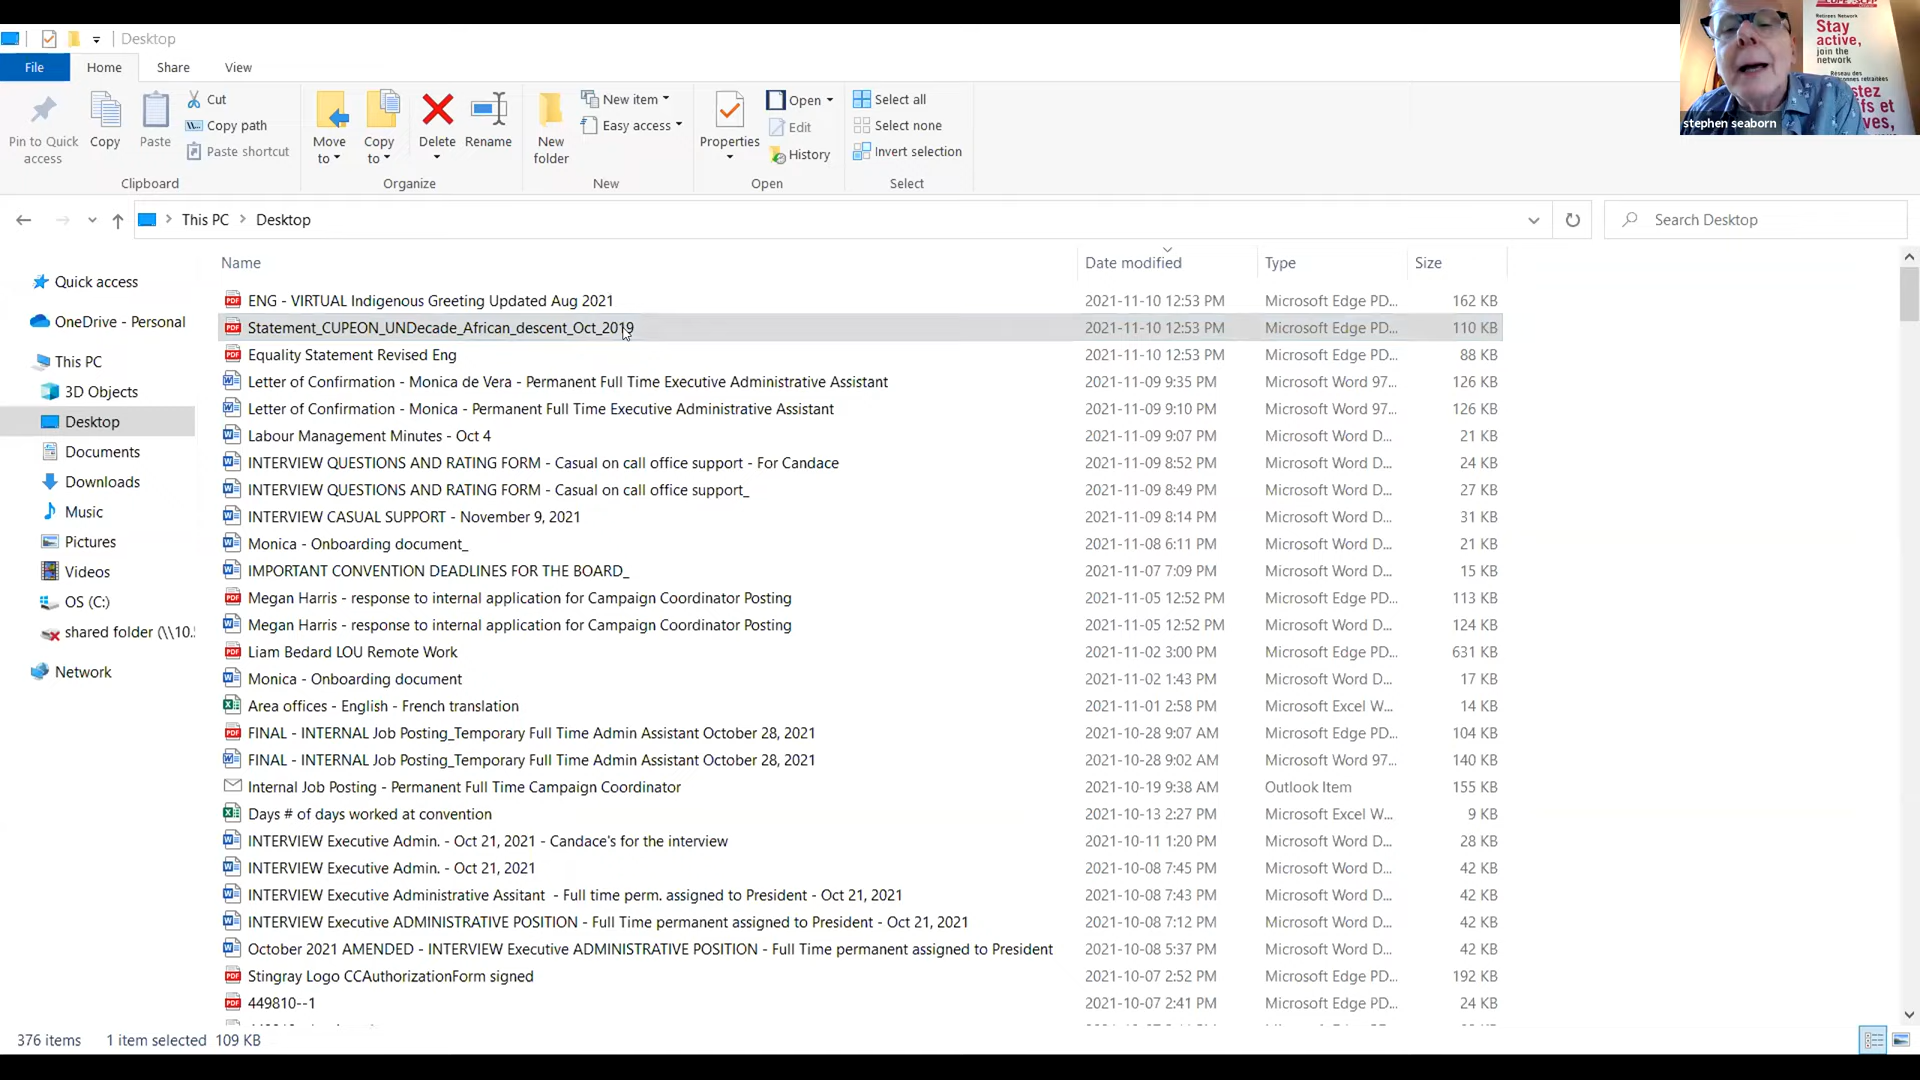 Desktop
File Home Share View
Pin to Quick access
Copy
Paste
Cut
Copy path
Paste shortcut
Clipboard
Move to
Copy to
Delete
Rename
Organize
New folder
New item
Easy access
New
Properties
Open
Edit
History
Open
Select all
Select none
Invert selection
Select
Retirees Network
Stay
active,
join the
network
Réseau des
stephen seaborn
This PC Desktop
Search Desktop
Quick access
OneDrive - Personal
This PC
3D Objects
Desktop
Documents
Downloads
Music
Pictures
Videos
OS (C:)
shared folder (\\10.
Network
Name Date modified Type Size
ENG - VIRTUAL Indigenous Greeting Updated Aug 2021 2021-11-10 12:53 PM Microsoft Edge PD... 162 KB
Statement_CUPEON_UNDecade_African_descent_Oct_2019 2021-11-10 12:53 PM Microsoft Edge PD... 110 KB
Equality Statement Revised Eng 2021-11-10 12:53 PM Microsoft Edge PD... 88 KB
Letter of Confirmation - Monica de Vera - Permanent Full Time Executive Administrative Assistant 2021-11-09 9:35 PM Microsoft Word 97... 126 KB
Letter of Confirmation - Monica - Permanent Full Time Executive Administrative Assistant 2021-11-09 9:10 PM Microsoft Word 97... 126 KB
Labour Management Minutes - Oct 4 2021-11-09 9:07 PM Microsoft Word D... 21 KB
INTERVIEW QUESTIONS AND RATING FORM - Casual on call office support - For Candace 2021-11-09 8:52 PM Microsoft Word D... 24 KB
INTERVIEW QUESTIONS AND RATING FORM - Casual on call office support_ 2021-11-09 8:49 PM Microsoft Word D... 27 KB
INTERVIEW CASUAL SUPPORT - November 9, 2021 2021-11-09 8:14 PM Microsoft Word D... 31 KB
Monica - Onboarding document_ 2021-11-08 6:11 PM Microsoft Word D... 21 KB
IMPORTANT CONVENTION DEADLINES FOR THE BOARD_ 2021-11-07 7:09 PM Microsoft Word D... 15 KB
Megan Harris - response to internal application for Campaign Coordinator Posting 2021-11-05 12:52 PM Microsoft Edge PD... 113 KB
Megan Harris - response to internal application for Campaign Coordinator Posting 2021-11-05 12:52 PM Microsoft Word D... 124 KB
Liam Bedard LOU Remote Work 2021-11-02 3:00 PM Microsoft Edge PD... 631 KB
Monica - Onboarding document 2021-11-02 1:43 PM Microsoft Word D... 17 KB
Area offices - English - French translation 2021-11-01 2:58 PM Microsoft Excel W... 14 KB
FINAL - INTERNAL Job Posting_Temporary Full Time Admin Assistant October 28, 2021 2021-10-28 9:07 AM Microsoft Edge PD... 104 KB
FINAL - INTERNAL Job Posting_Temporary Full Time Admin Assistant October 28, 2021 2021-10-28 9:02 AM Microsoft Word 97... 140 KB
Internal Job Posting - Permanent Full Time Campaign Coordinator 2021-10-19 9:38 AM Outlook Item 155 KB
Days # of days worked at convention 2021-10-13 2:27 PM Microsoft Excel W... 9 KB
INTERVIEW Executive Admin. - Oct 21, 2021 - Candace's for the interview 2021-10-11 1:20 PM Microsoft Word D... 28 KB
INTERVIEW Executive Admin. - Oct 21, 2021 2021-10-08 7:45 PM Microsoft Word D... 42 KB
INTERVIEW Executive Administrative Assitant - Full time perm. assigned to President - Oct 21, 2021 2021-10-08 7:43 PM Microsoft Word D... 42 KB
INTERVIEW Executive ADMINISTRATIVE POSITION - Full Time permanent assigned to President - Oct 21, 2021 2021-10-08 7:12 PM Microsoft Word D... 42 KB
October 2021 AMENDED - INTERVIEW Executive ADMINISTRATIVE POSITION - Full Time permanent assigned to President 2021-10-08 5:37 PM Microsoft Word D... 42 KB
Stingray Logo CCAuthorizationForm signed 2021-10-07 2:52 PM Microsoft Edge PD... 192 KB
449810--1 2021-10-07 2:41 PM Microsoft Edge PD... 24 KB
376 items 1 item selected 109 KB